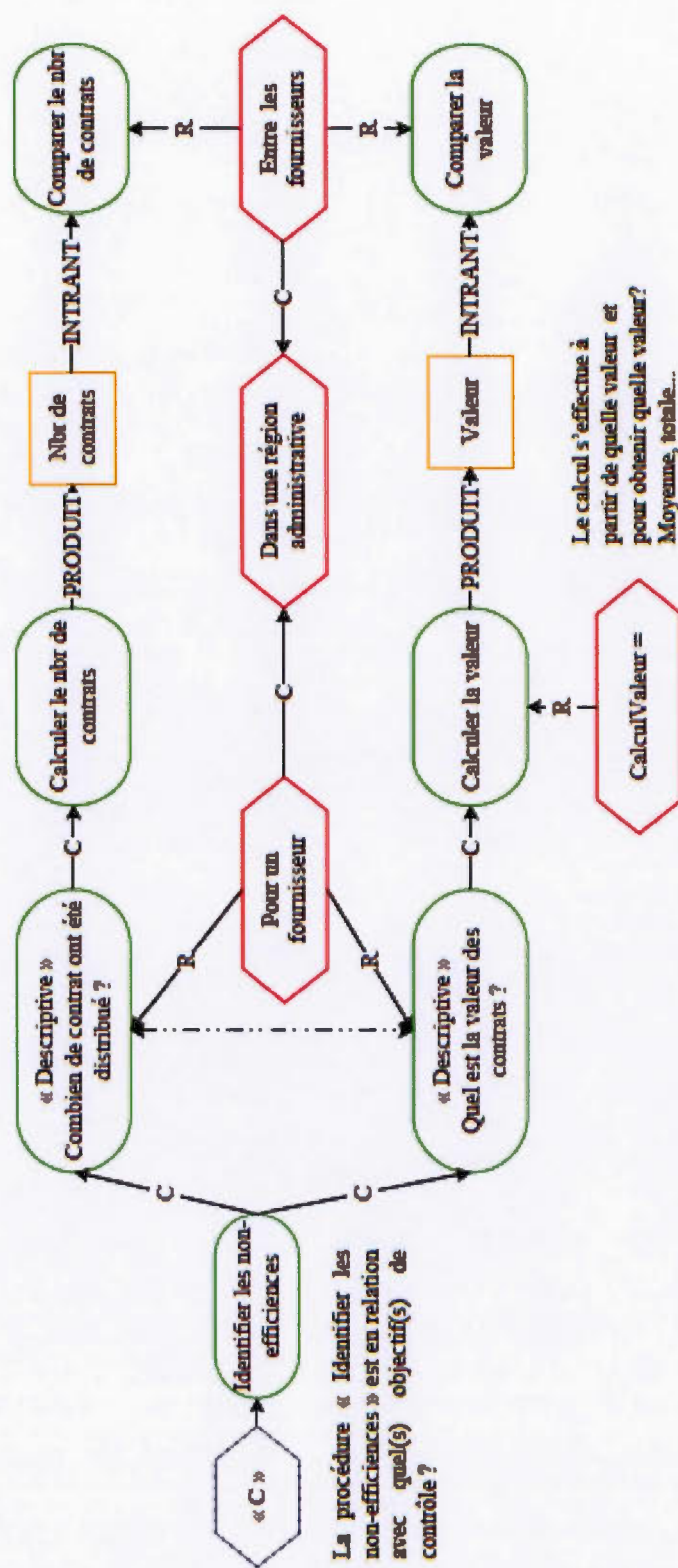 « C »
La procédure « Identifier les
non-efficiences » est en relation
avec quel(s) objectif(s) de
contrôle ?
Identifier les non-
efficiences
C
C
« Descriptive »
Combien de contrat ont été
distribué ?
C
Calculer le nbr de
contrats
PRODUIT
Nbr de
contrats
INTRANT
Comparer le nbr
de contrats
R
R
Pour un
fournisseur
C
Dans une région
administrative
C
Entre les
fournisseurs
R
R
« Descriptive »
Quel est la valeur des
contrats ?
C
Calculer la valeur
PRODUIT
Valeur
INTRANT
Comparer la
valeur
R
CalculValeur =
Le calcul s'effectue à
partir de quelle valeur et
pour obtenir quelle valeur?
Moyenne, totale...